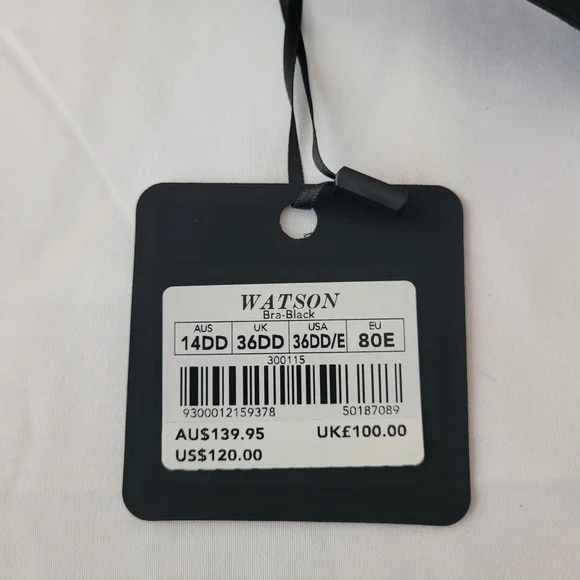 WATSON
Bra-Black
AUS UK USA EU
14DD 36DD 36DD/E 80E
300115
9300012159378 50187089
AU$139.95 UK£100.00
US$120.00